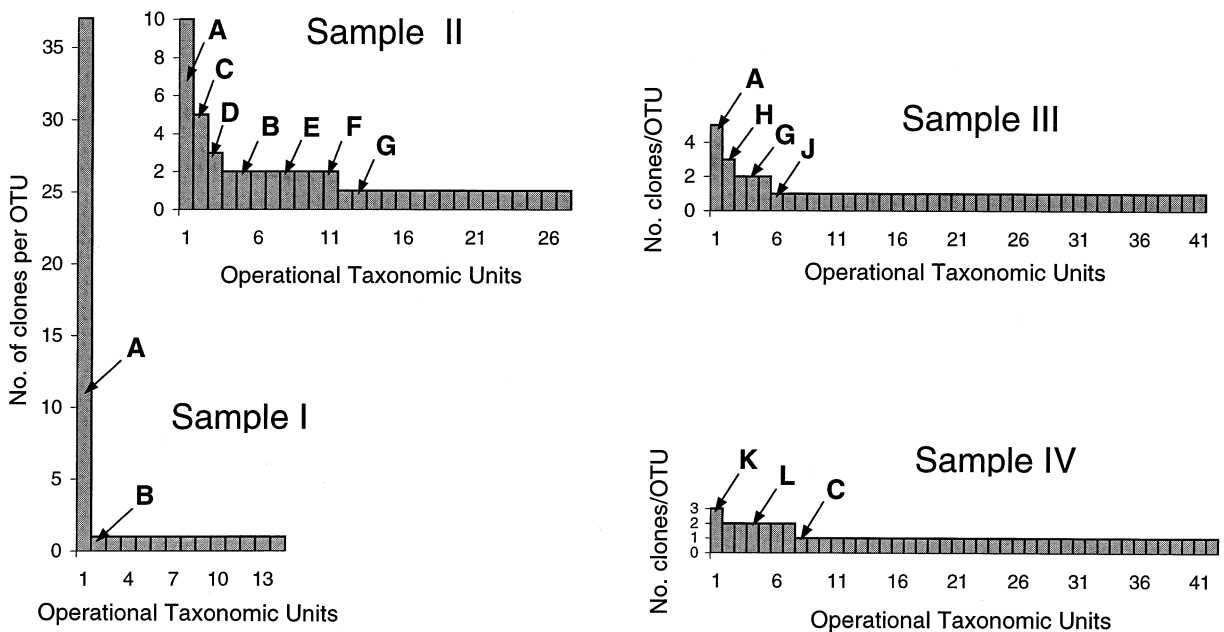 Sample II
10
8
6
4
2
0
A
C
D
B
E
F
G
1 6 11 16 21 26
Operational Taxonomic Units
No. of clones per OTU
35
30
25
20
15
10
5
0
A
B
Sample I
1 4 7 10 13
Operational Taxonomic Units
Sample III
No. clones/OTU
4
2
0
A
H
G
J
1 6 11 16 21 26 31 36 41
Operational Taxonomic Units
Sample IV
No. clones/OTU
3
2
1
0
K
L
C
1 6 11 16 21 26 31 36 41
Operational Taxonomic Units